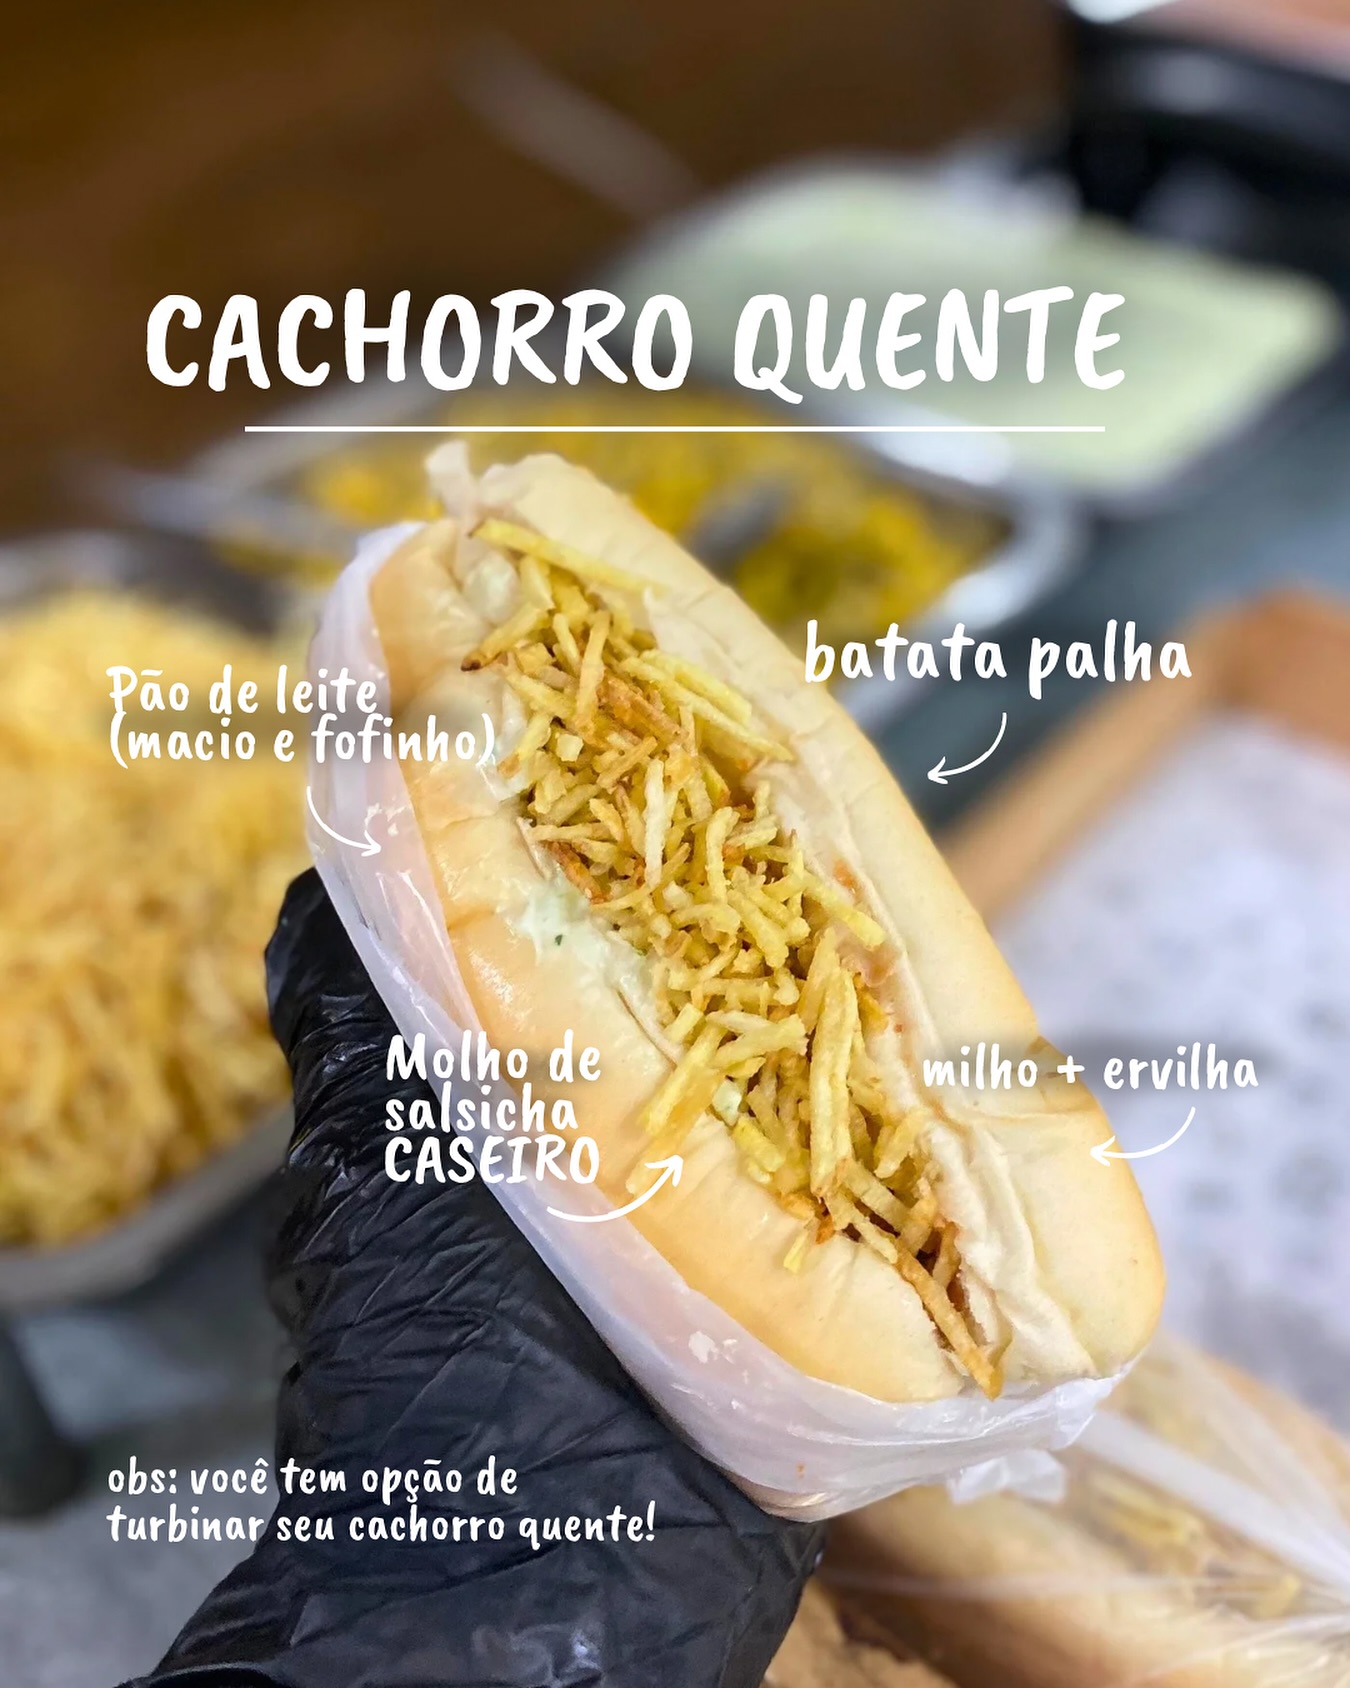 CACHORRO QUENTE
Pão de leite
(macio e fofinho)
batata palha
Molho de
salsicha
CASEIRO
milho + ervilha
obs: você tem opção de
turbinar seu cachorro quente!